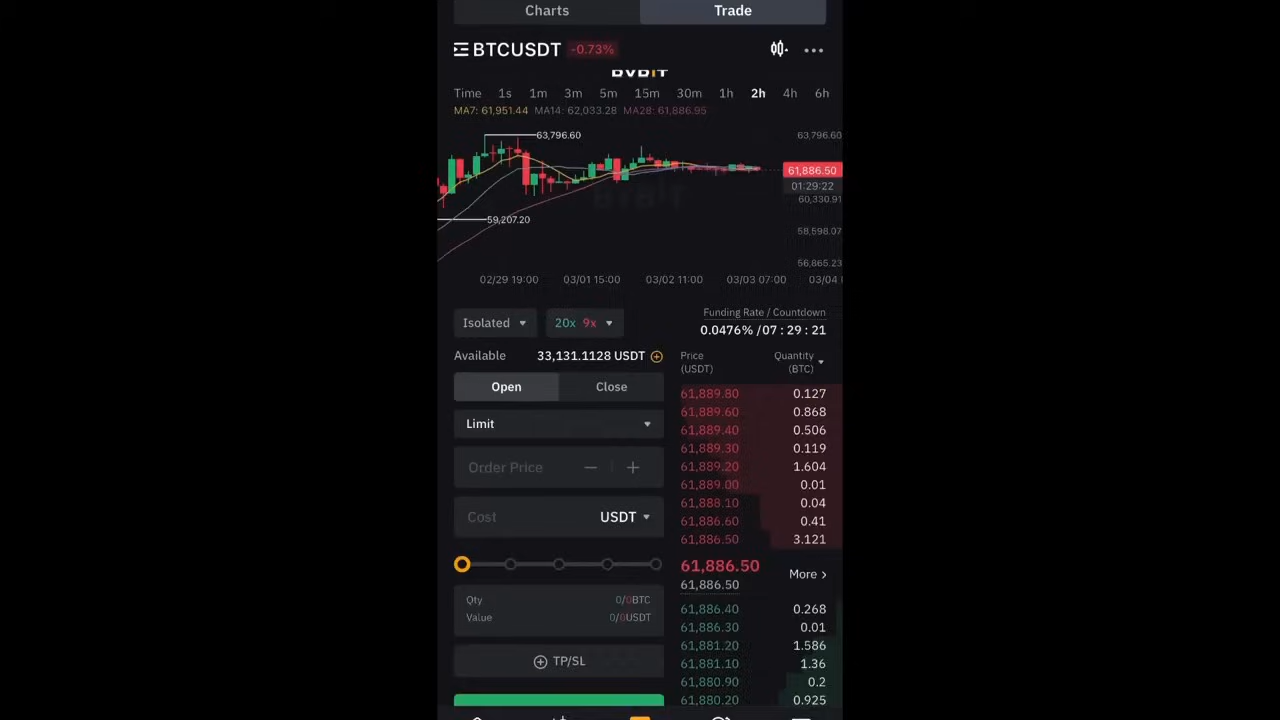 Charts Trade
BTCUSDT -0.73%
BYBIT
Time 1s 1m 3m 5m 15m 30m 1h 2h 4h 6h
MA7: 61,951.44 MA14: 62,033.28 MA28: 61,886.95
63,796.60 63,796.60
61,886.50
01:29:22
60,330.91
59,207.20
58,598.07
56,865.23
02/29 19:00 03/01 15:00 03/02 11:00 03/03 07:00 03/04
Isolated 20x 9x
Funding Rate / Countdown
0.0476% /07 : 29 : 21
Available 33,131.1128 USDT
Open Close
Limit
Order Price
Cost USDT
Qty 0/0BTC
Value 0/0USDT
TP/SL
Price Quantity
(USDT) (BTC)
61,889.80 0.127
61,889.60 0.868
61,889.40 0.506
61,889.30 0.119
61,889.20 1.604
61,889.00 0.01
61,888.10 0.04
61,886.60 0.41
61,886.50 3.121
61,886.50
61,886.50
More >
61,886.40 0.268
61,886.30 0.01
61,881.20 1.586
61,881.10 1.36
61,880.90 0.2
61,880.20 0.925